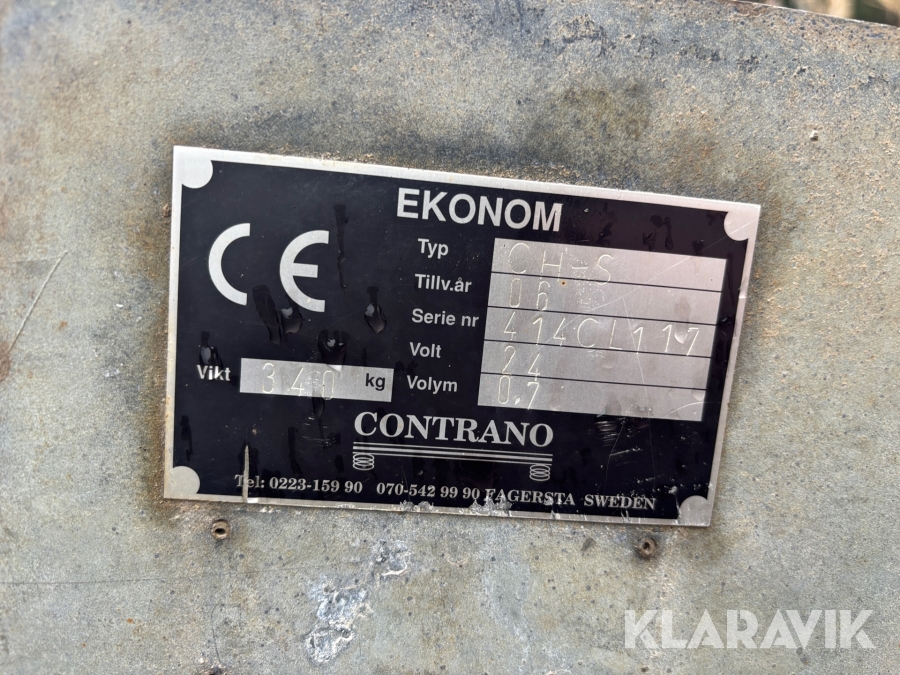 EKONOM
CE
Typ CH-S
Tillv.år 06
Serie nr 414CL117
Volt 24
Volym 0.7
Vikt 340 kg
CONTRANO
Tel: 0223-159 90 070-542 99 90 FAGERSTA SWEDEN
KLARAVIK